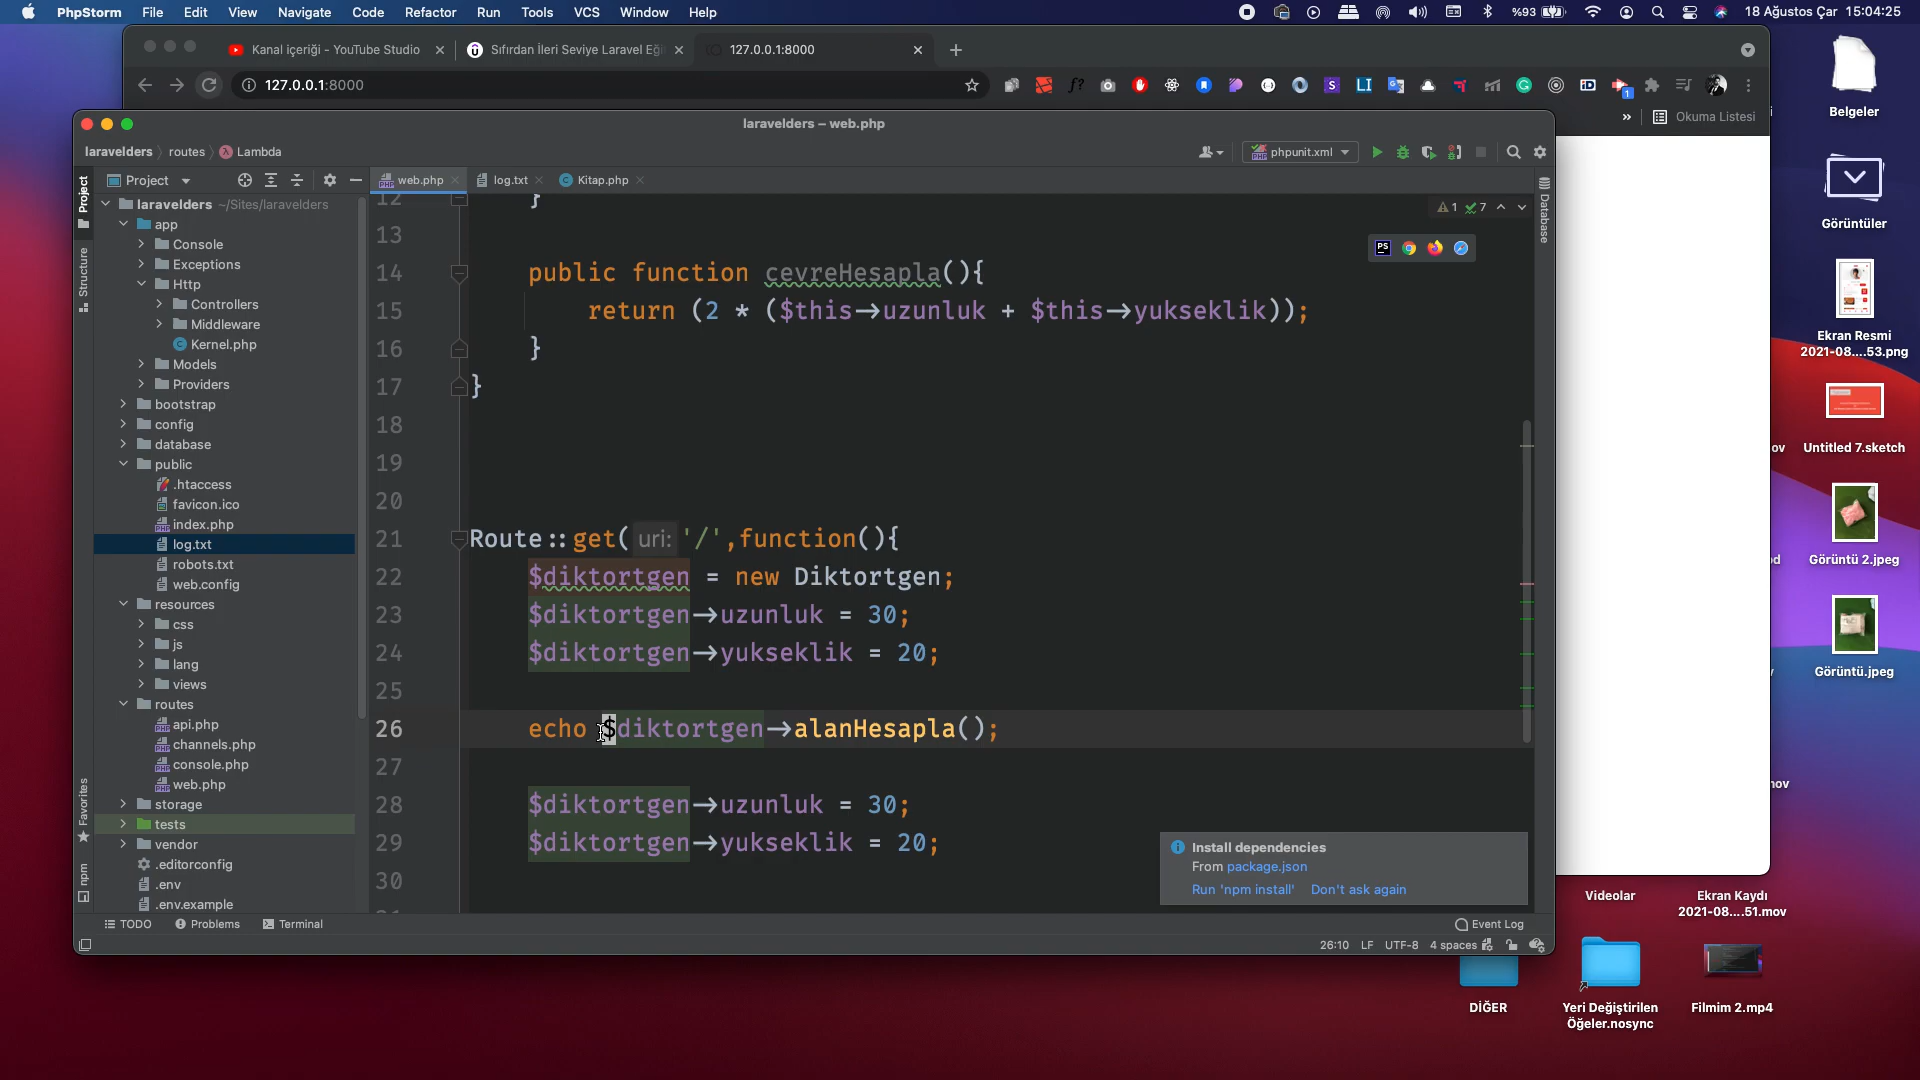 PhpStorm File Edit View Navigate Code Refactor Run Tools VCS Window Help
%93 18 Ağustos Çar 15:04:25
Kanal içeriği - YouTube Studio
Sıfırdan İleri Seviye Laravel Eği
127.0.0.1:8000
127.0.0.1:8000
» Okuma Listesi
laravelders – web.php
laravelders routes Lambda
phpunit.xml
Project
web.php
log.txt
Kitap.php
Project
Structure
Favorites
npm
Database
laravelders ~/Sites/laravelders
app
Console
Exceptions
Http
Controllers
Middleware
Kernel.php
Models
Providers
bootstrap
config
database
public
.htaccess
favicon.ico
index.php
log.txt
robots.txt
web.config
resources
css
js
lang
views
routes
api.php
channels.php
console.php
web.php
storage
tests
vendor
.editorconfig
.env
.env.example
1 7
12 }
13
14 public function cevreHesapla(){
15 return (2 * ($this→uzunluk + $this→yukseklik));
16 }
17 }
18
19
20
21 Route::get( uri: '/',function(){
22 $diktortgen = new Diktortgen;
23 $diktortgen→uzunluk = 30;
24 $diktortgen→yukseklik = 20;
25
26 echo $diktortgen→alanHesapla();
27
28 $diktortgen→uzunluk = 30;
29 $diktortgen→yukseklik = 20;
30
Install dependencies
From package.json
Run 'npm install' Don't ask again
TODO Problems Terminal Event Log
26:10 LF UTF-8 4 spaces
Belgeler
Görüntüler
Ekran Resmi
2021-08....53.png
Untitled 7.sketch
Görüntü 2.jpeg
Görüntü.jpeg
Videolar
Ekran Kaydı
2021-08....51.mov
DİĞER
Yeri Değiştirilen
Öğeler.nosync
Filmim 2.mp4